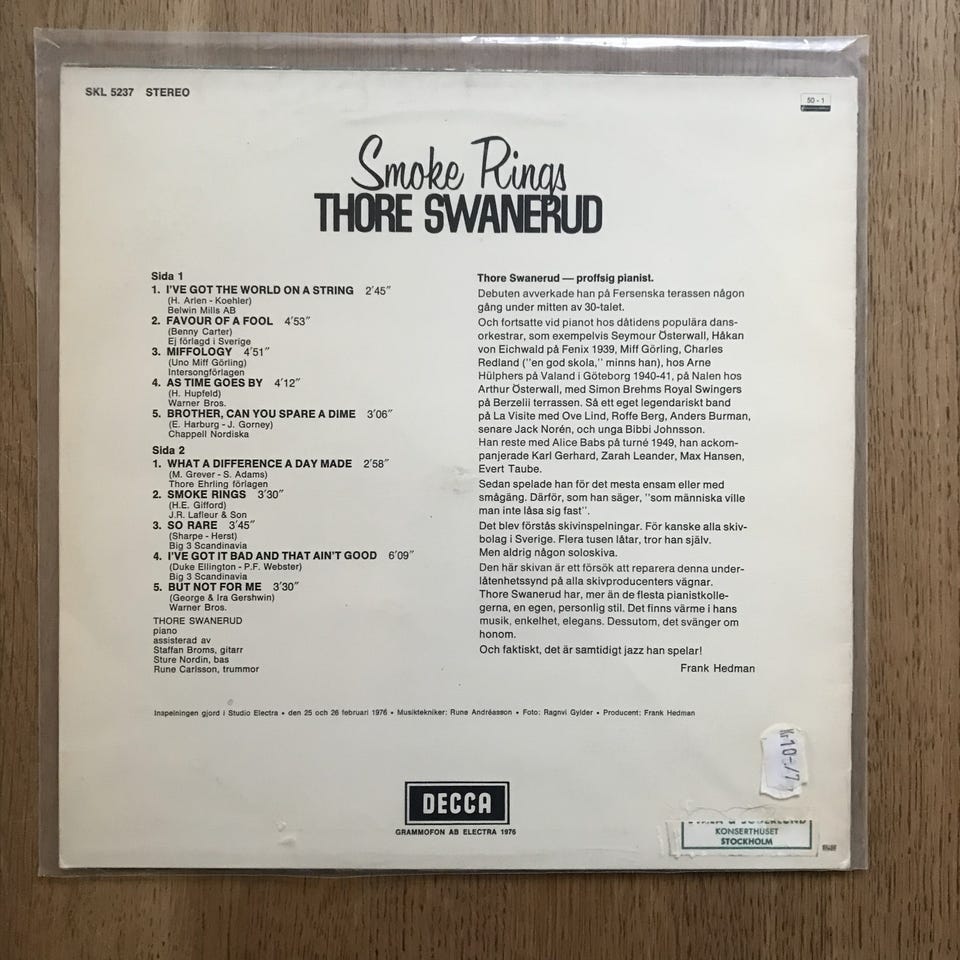 SKL 5237 STEREO
50 - 1
Smoke Rings
THORE SWANERUD
Sida 1
1. I'VE GOT THE WORLD ON A STRING 2'45"
(H. Arlen - Koehler)
Belwin Mills AB
2. FAVOUR OF A FOOL 4'53"
(Benny Carter)
Ej förlagd i Sverige
3. MIFFOLOGY 4'51"
(Uno Miff Görling)
Intersongförlagen
4. AS TIME GOES BY 4'12"
(H. Hupfeld)
Warner Bros.
5. BROTHER, CAN YOU SPARE A DIME 3'06"
(E. Harburg - J. Gorney)
Chappell Nordiska
Sida 2
1. WHAT A DIFFERENCE A DAY MADE 2'58"
(M. Grever - S. Adams)
Thore Ehrling förlagen
2. SMOKE RINGS 3'30"
(H.E. Gifford)
J.R. Lafleur & Son
3. SO RARE 3'45"
(Sharpe - Herst)
Big 3 Scandinavia
4. I'VE GOT IT BAD AND THAT AIN'T GOOD 6'09"
(Duke Ellington - P.F. Webster)
Big 3 Scandinavia
5. BUT NOT FOR ME 3'30"
(George & Ira Gershwin)
Warner Bros.
THORE SWANERUD
piano
assisterad av
Staffan Broms, gitarr
Sture Nordin, bas
Rune Carlsson, trummor
Thore Swanerud — proffsig pianist.
Debuten avverkade han på Fersenska terassen någon
gång under mitten av 30-talet.
Och fortsatte vid pianot hos dåtidens populära dans-
orkestrar, som exempelvis Seymour Österwall, Håkan
von Eichwald på Fenix 1939, Miff Görling, Charles
Redland ("en god skola," minns han), hos Arne
Hülphers på Valand i Göteborg 1940-41, på Nalen hos
Arthur Österwall, med Simon Brehms Royal Swingers
på Berzelii terrassen. Så ett eget legendariskt band
på La Visite med Ove Lind, Roffe Berg, Anders Burman,
senare Jack Norén, och unga Bibbi Johnsson.
Han reste med Alice Babs på turné 1949, han ackom-
panjerade Karl Gerhard, Zarah Leander, Max Hansen,
Evert Taube.
Sedan spelade han för det mesta ensam eller med
smågäng. Därför, som han säger, "som människa ville
man inte låsa sig fast".
Det blev förstås skivinspelningar. För kanske alla skiv-
bolag i Sverige. Flera tusen låtar, tror han själv.
Men aldrig någon soloskiva.
Den här skivan är ett försök att reparera denna under-
låtenhetssynd på alla skivproducenters vägnar.
Thore Swanerud har, mer än de flesta pianistkolle-
gerna, en egen, personlig stil. Det finns värme i hans
musik, enkelhet, elegans. Dessutom, det svänger om
honom.
Och faktiskt, det är samtidigt jazz han spelar!
Frank Hedman
Inspelningen gjord i Studio Electra • den 25 och 26 februari 1976 • Musiktekniker: Rune Andréasson • Foto: Ragnvi Gylder • Producent: Frank Hedman
DECCA
GRAMMOFON AB ELECTRA 1976
KONSERTHUSET
STOCKHOLM